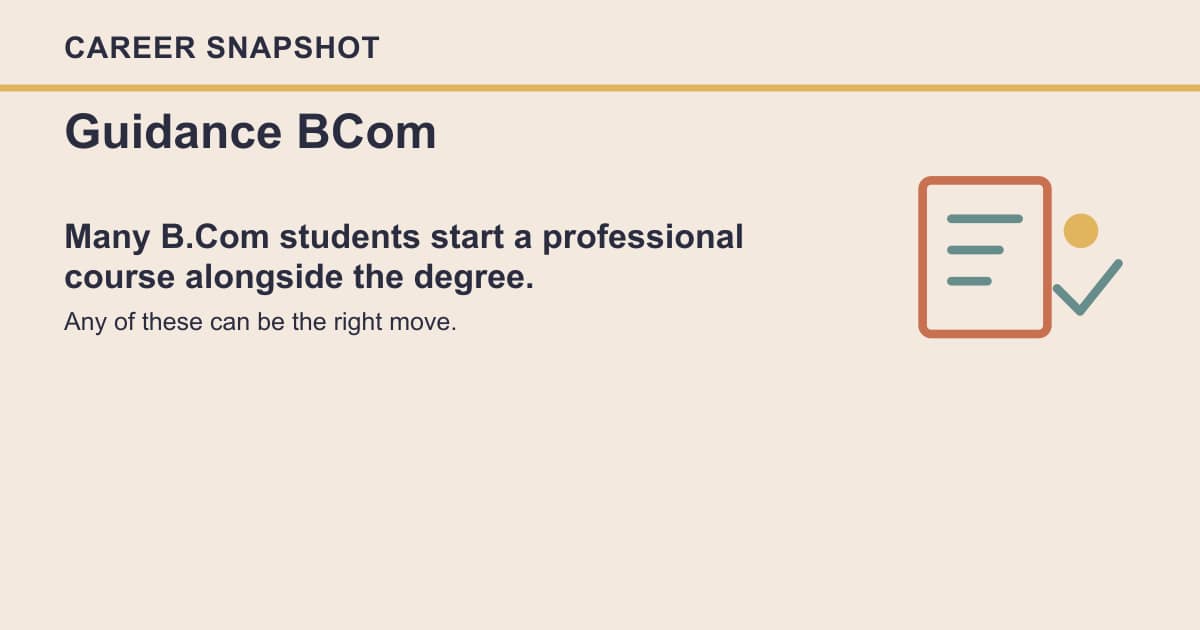 CAREER SNAPSHOT
Guidance BCom
Many B.Com students start a professional
course alongside the degree.
Any of these can be the right move.